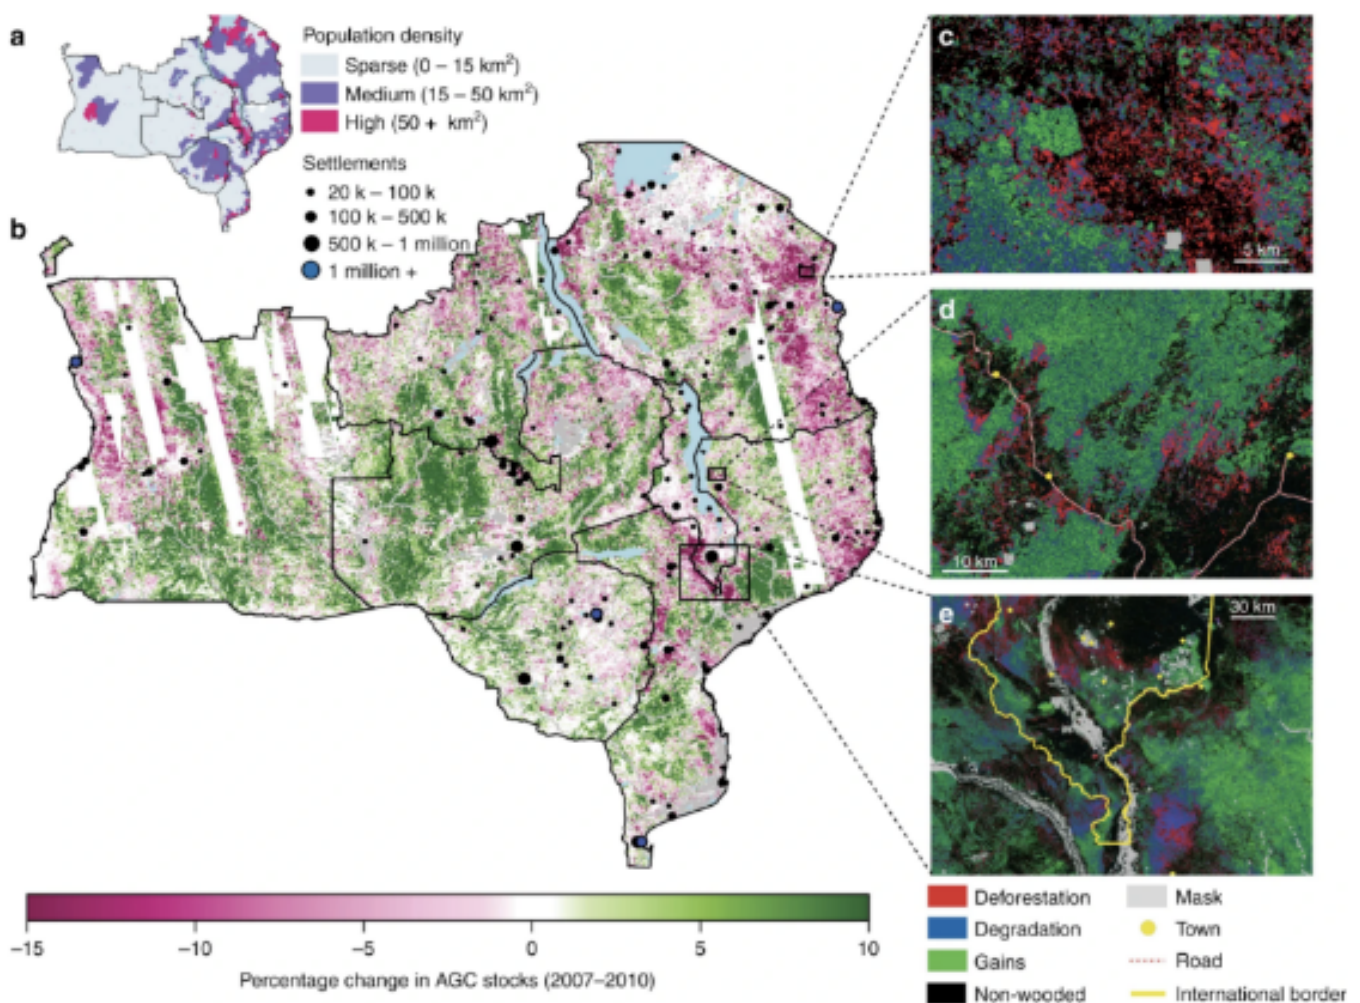 a
Population density
Sparse (0 – 15 km²)
Medium (15 – 50 km²)
High (50 + km²)
Settlements
20 k – 100 k
100 k – 500 k
500 k – 1 million
1 million +
b
c
5 km
d
10 km
e
30 km
−15 −10 −5 0 5 10
Percentage change in AGC stocks (2007–2010)
Deforestation
Degradation
Gains
Non-wooded
Mask
Town
Road
International border